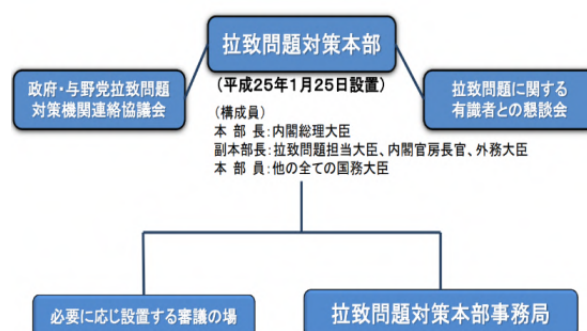 拉致問題対策本部
政府・与野党拉致問題
対策機関連絡協議会
(平成25年1月25日設置)
拉致問題に関する
有識者との懇談会
(構成員)
本 部 長:内閣総理大臣
副本部長:拉致問題担当大臣、内閣官房長官、外務大臣
本 部 員:他の全ての国務大臣
必要に応じ設置する審議の場
拉致問題対策本部事務局